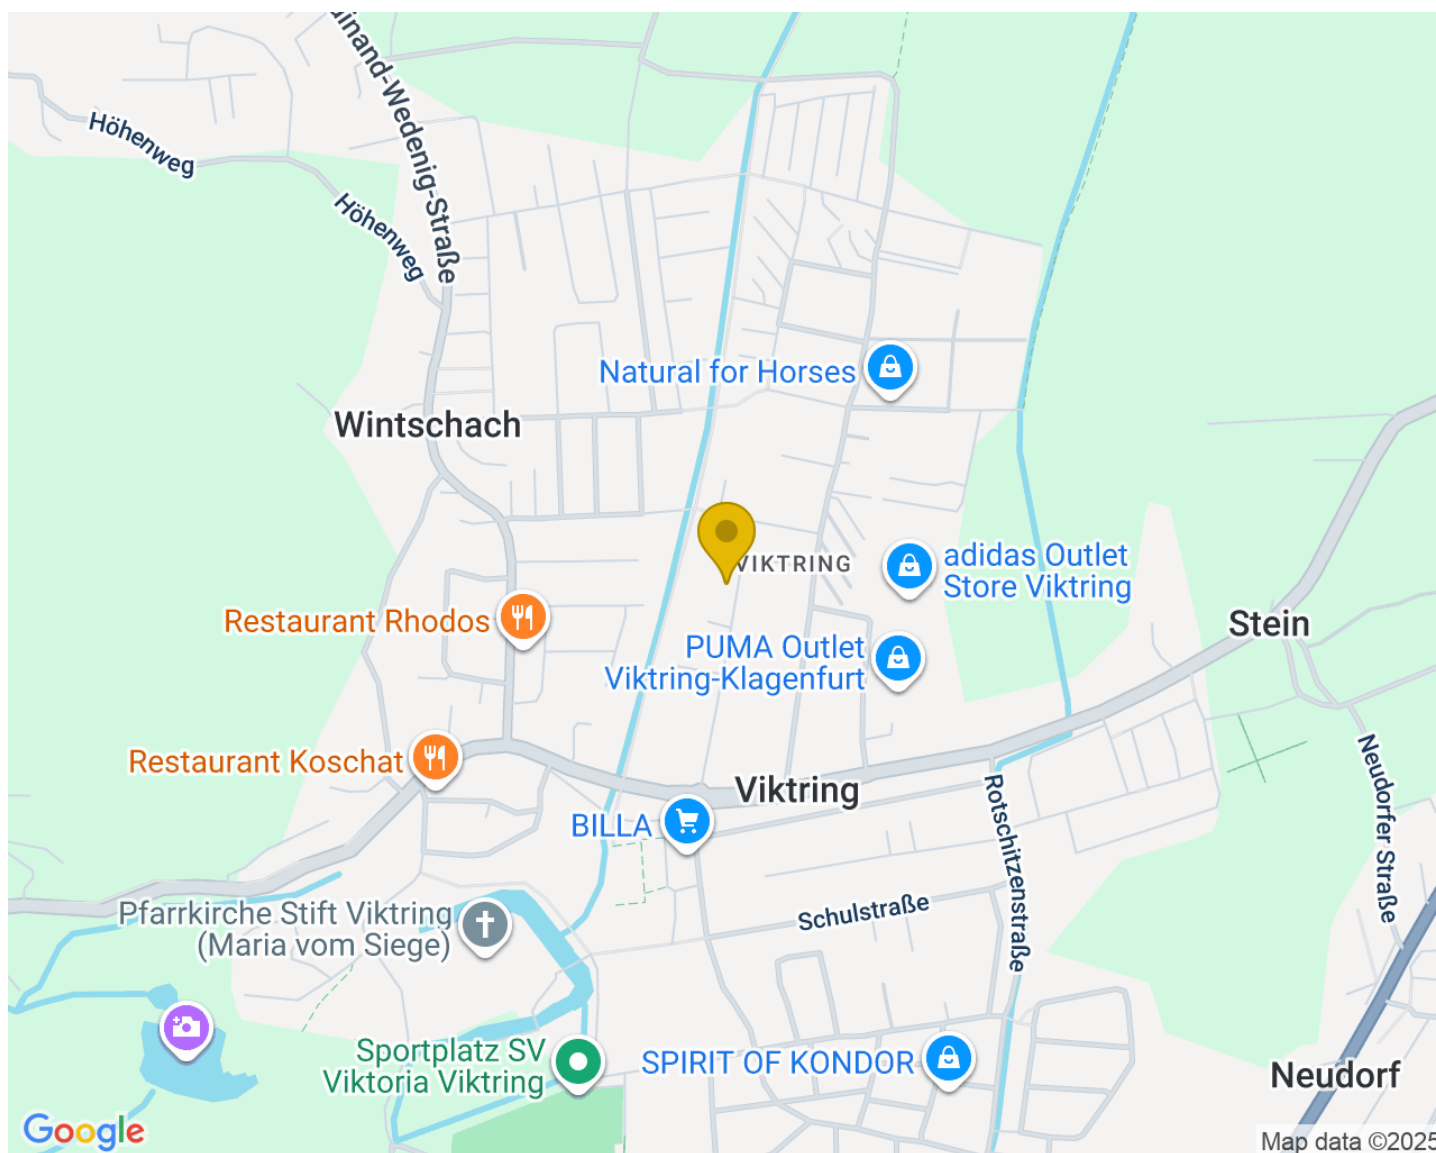 dinand-Wedenig-Straße
Höhenweg
Höhenweg
Natural for Horses
Wintschach
VIKTRING
adidas Outlet
Store Viktring
Restaurant Rhodos
Stein
PUMA Outlet
Viktring-Klagenfurt
Restaurant Koschat
Viktring
Neudorfer Straße
Rotschitzenstraße
BILLA
Schulstraße
Pfarrkirche Stift Viktring
(Maria vom Siege)
Sportplatz SV
Viktoria Viktring
SPIRIT OF KONDOR
Neudorf
Google
Map data ©2025